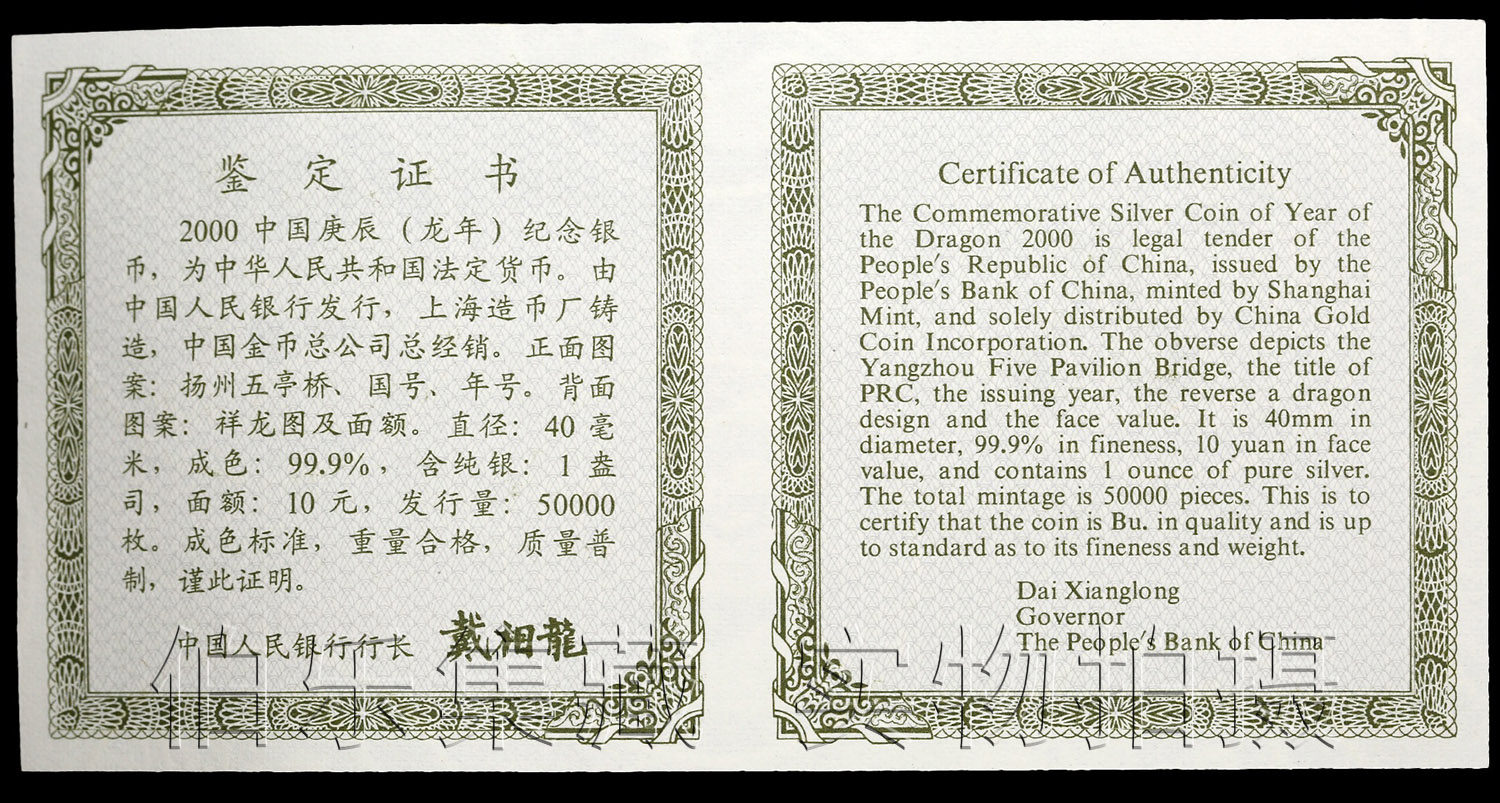 鉴定证书
2000 中国庚辰（龙年）纪念银
币，为中华人民共和国法定货币。由
中国人民银行发行，上海造币厂铸
造，中国金币总公司总经销。正面图
案：扬州五亭桥、国号、年号。背面
图案：祥龙图及面额。直径：40 毫
米，成色：99.9%，含纯银：1 盎
司，面额：10 元，发行量：50000
枚。成色标准，重量合格，质量普
制，谨此证明。
中国人民银行行长 戴相龍
Certificate of Authenticity
The Commemorative Silver Coin of Year of
the Dragon 2000 is legal tender of the
People's Republic of China, issued by the
People's Bank of China, minted by Shanghai
Mint, and solely distributed by China Gold
Coin Incorporation. The obverse depicts the
Yangzhou Five Pavilion Bridge, the title of
PRC, the issuing year, the reverse a dragon
design and the face value. It is 40mm in
diameter, 99.9% in fineness, 10 yuan in face
value, and contains 1 ounce of pure silver.
The total mintage is 50000 pieces. This is to
certify that the coin is Bu. in quality and is up
to standard as to its fineness and weight.
Dai Xianglong
Governor
The People's Bank of China
实物拍摄